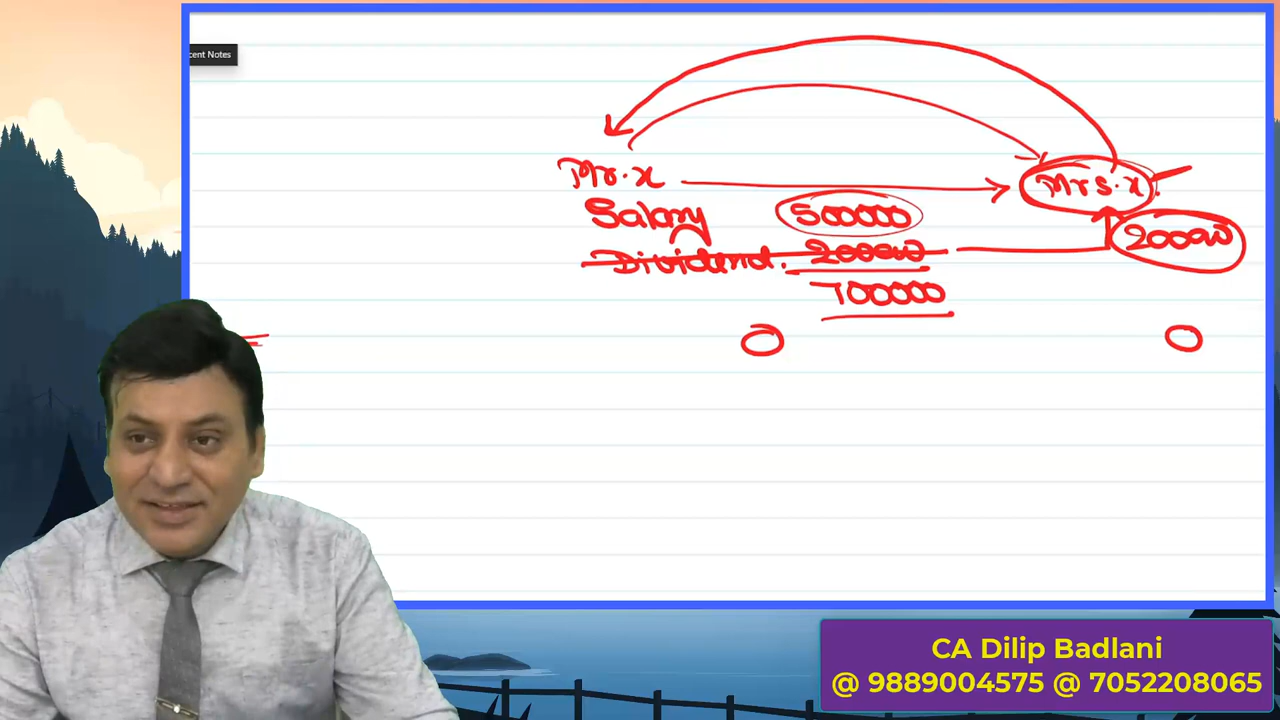 cent Notes
Mr. X
Mrs. X
Salary 500000
200000
Dividend. 200000
700000
0 0
CA Dilip Badlani
@ 9889004575 @ 7052208065